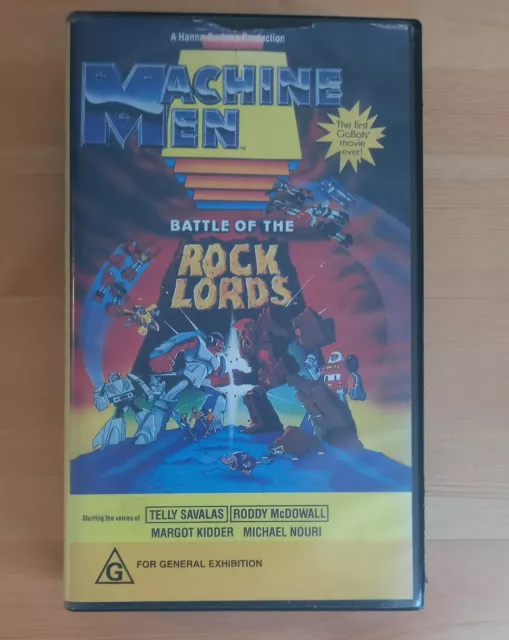 A Hanna-Barbera Production
MACHINE
MEN™
The first
GoBots
movie
ever!
BATTLE OF THE
ROCK
LORDS
Starring the voices of TELLY SAVALAS RODDY McDOWALL
MARGOT KIDDER MICHAEL NOURI
G FOR GENERAL EXHIBITION